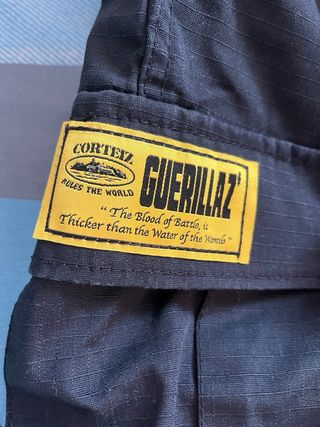 CORTEIZ
RULES THE WORLD
GUERILLAZ'
" The Blood of Battle, is
Thicker than the Water of the Womb "